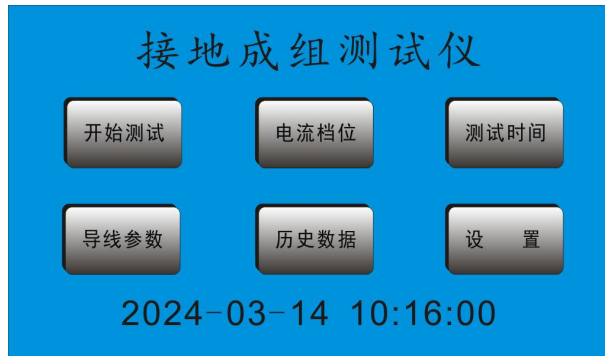 接地成组测试仪
开始测试 电流档位 测试时间
导线参数 历史数据 设 置
2024-03-14 10:16:00